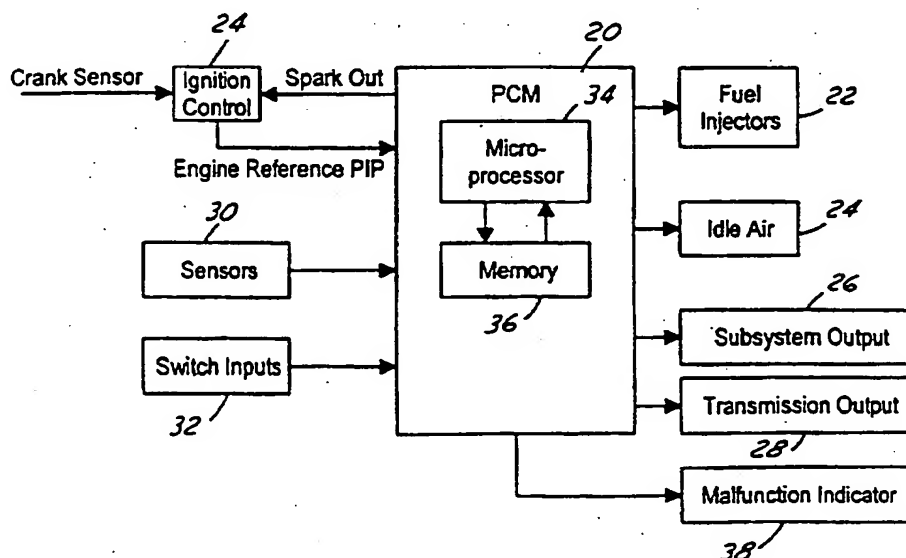 24
20
Crank Sensor
Ignition
Control
Spark Out
PCM
34
Fuel
Injectors
22
Engine Reference PIP
Micro-
processor
30
Sensors
Memory
36
Idle Air
24
26
Subsystem Output
Switch Inputs
32
Transmission Output
28
Malfunction Indicator
38